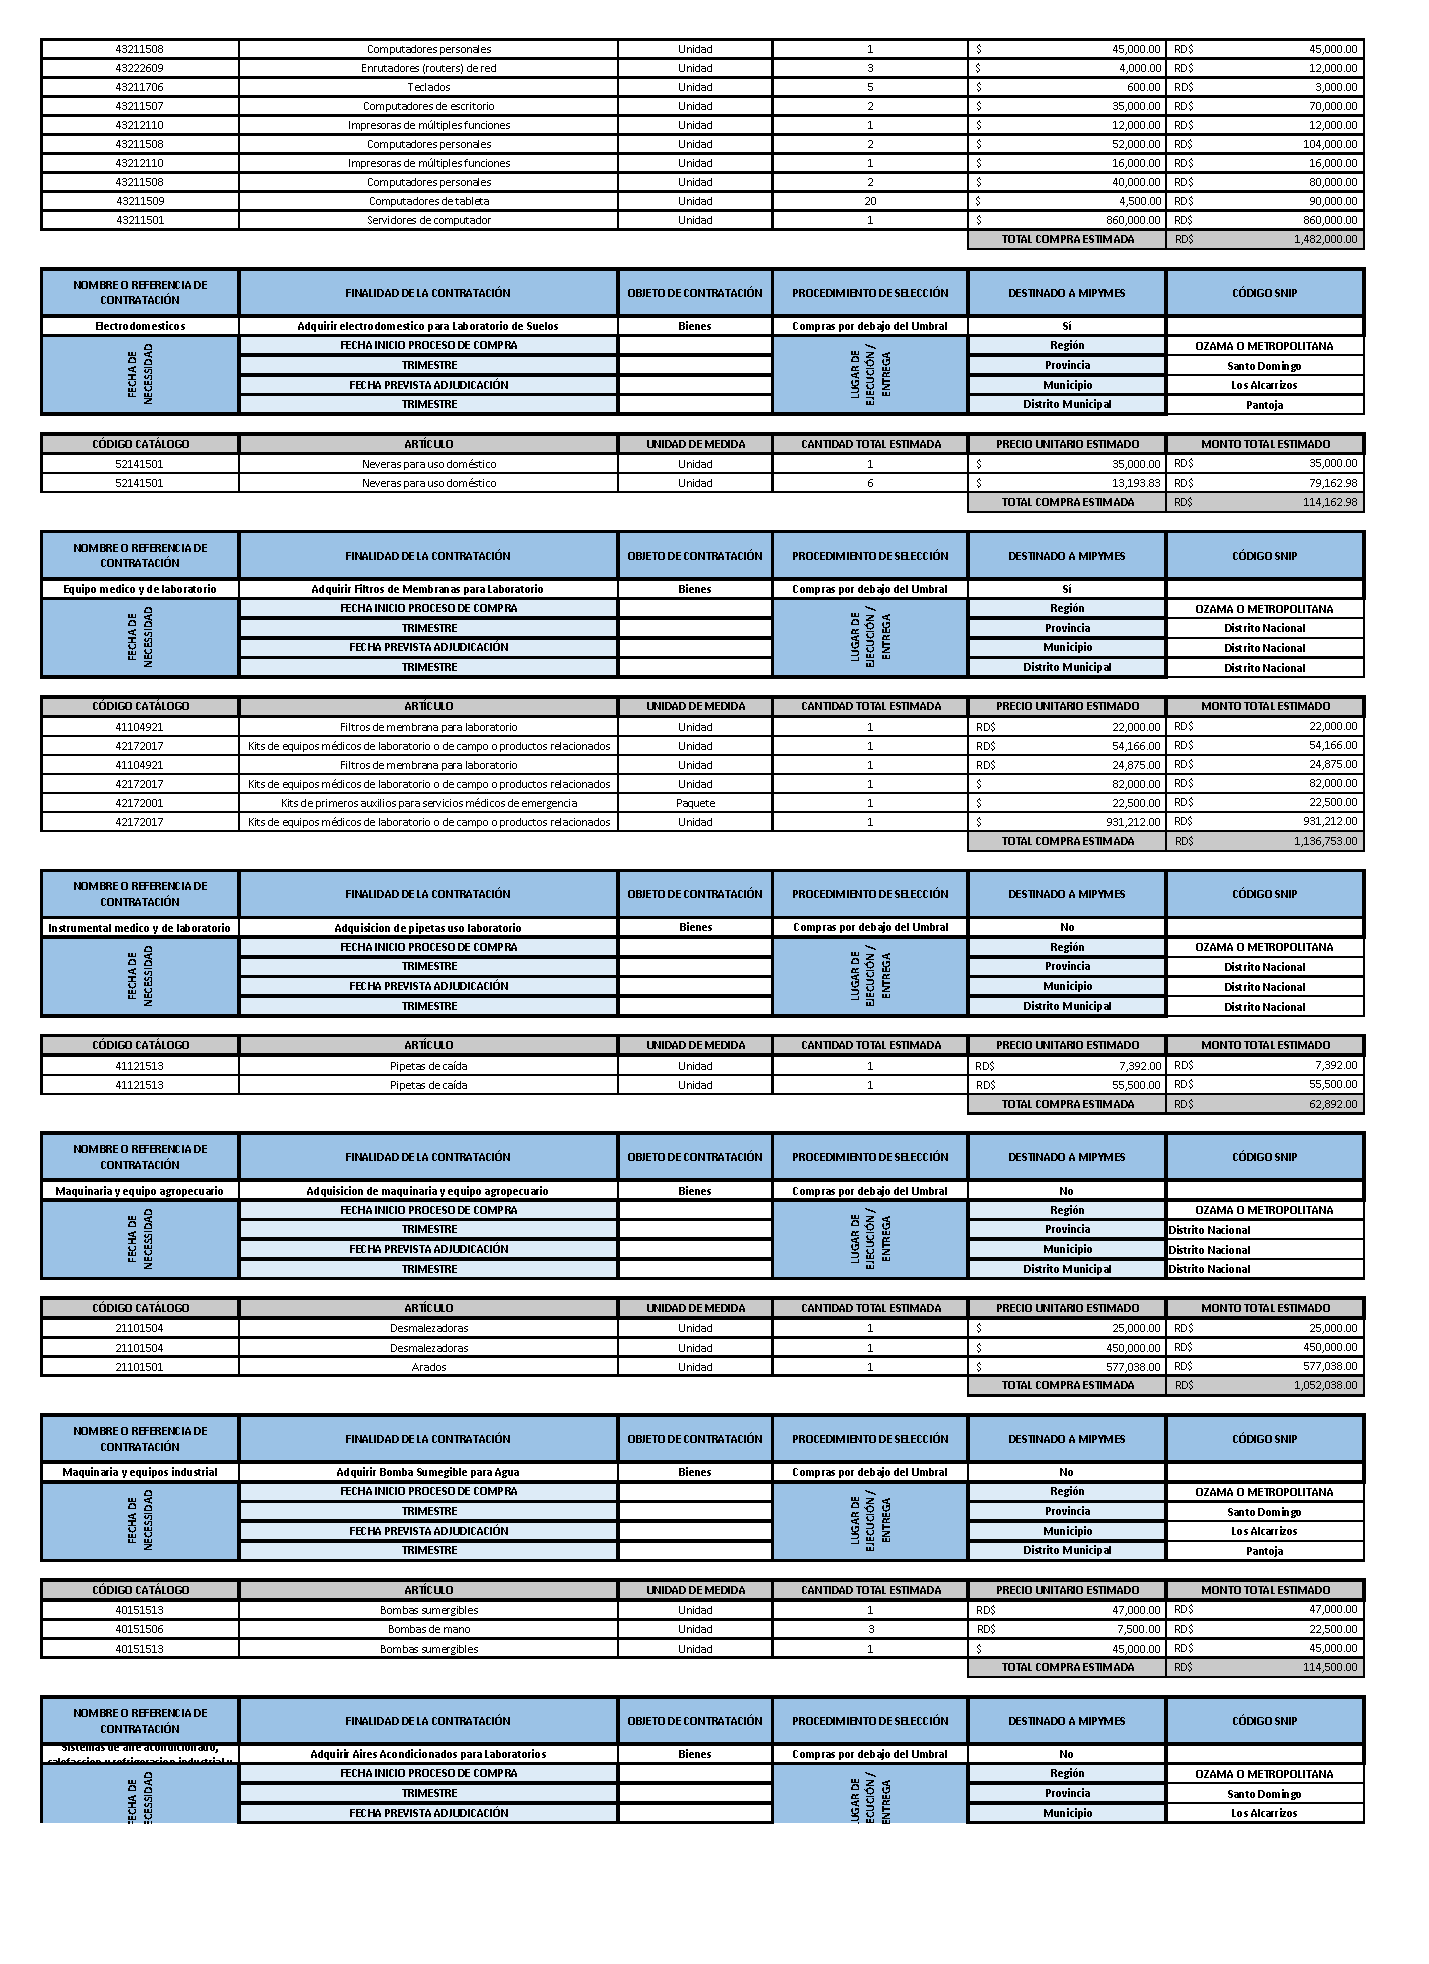 43211508 Computadores personales Unidad 1 $ 45,000.00 RD$ 45,000.00
43222609 Enrutadores (routers) de red Unidad 3 $ 4,000.00 RD$ 12,000.00
43211706 Teclados Unidad 5 $ 600.00 RD$ 3,000.00
43211507 Computadores de escritorio Unidad 2 $ 35,000.00 RD$ 70,000.00
43212110 Impresoras de múltiples funciones Unidad 1 $ 12,000.00 RD$ 12,000.00
43211508 Computadores personales Unidad 2 $ 52,000.00 RD$ 104,000.00
43212110 Impresoras de múltiples funciones Unidad 1 $ 16,000.00 RD$ 16,000.00
43211508 Computadores personales Unidad 2 $ 40,000.00 RD$ 80,000.00
43211509 Computadores de tableta Unidad 20 $ 4,500.00 RD$ 90,000.00
43211501 Servidores de computador Unidad 1 $ 860,000.00 RD$ 860,000.00
TOTAL COMPRA ESTIMADA RD$ 1,482,000.00
NOMBRE O REFERENCIA DE
CONTRATACIÓN FINALIDAD DE LA CONTRATACIÓN OBJETO DE CONTRATACIÓN PROCEDIMIENTO DE SELECCIÓN DESTINADO A MIPYMES CÓDIGO SNIP
Electrodomesticos Adquirir electrodomestico para Laboratorio de Suelos Bienes Compras por debajo del Umbral Sí
FECHA DE
NECESSIDAD
FECHA INICIO PROCESO DE COMPRA
TRIMESTRE
FECHA PREVISTA ADJUDICACIÓN
TRIMESTRE
LUGAR DE
EJECUCIÓN /
ENTREGA
Región OZAMA O METROPOLITANA
Provincia Santo Domingo
Municipio Los Alcarrizos
Distrito Municipal Pantoja
CÓDIGO CATÁLOGO ARTÍCULO UNIDAD DE MEDIDA CANTIDAD TOTAL ESTIMADA PRECIO UNITARIO ESTIMADO MONTO TOTAL ESTIMADO
52141501 Neveras para uso doméstico Unidad 1 $ 35,000.00 RD$ 35,000.00
52141501 Neveras para uso doméstico Unidad 6 $ 13,193.83 RD$ 79,162.98
TOTAL COMPRA ESTIMADA RD$ 114,162.98
NOMBRE O REFERENCIA DE
CONTRATACIÓN FINALIDAD DE LA CONTRATACIÓN OBJETO DE CONTRATACIÓN PROCEDIMIENTO DE SELECCIÓN DESTINADO A MIPYMES CÓDIGO SNIP
Equipo medico y de laboratorio Adquirir Filtros de Membranas para Laboratorio Bienes Compras por debajo del Umbral Sí
FECHA DE
NECESSIDAD
FECHA INICIO PROCESO DE COMPRA
TRIMESTRE
FECHA PREVISTA ADJUDICACIÓN
TRIMESTRE
LUGAR DE
EJECUCIÓN /
ENTREGA
Región OZAMA O METROPOLITANA
Provincia Distrito Nacional
Municipio Distrito Nacional
Distrito Municipal Distrito Nacional
CÓDIGO CATÁLOGO ARTÍCULO UNIDAD DE MEDIDA CANTIDAD TOTAL ESTIMADA PRECIO UNITARIO ESTIMADO MONTO TOTAL ESTIMADO
41104921 Filtros de membrana para laboratorio Unidad 1 RD$ 22,000.00 RD$ 22,000.00
42172017 Kits de equipos médicos de laboratorio o de campo o productos relacionados Unidad 1 RD$ 54,166.00 RD$ 54,166.00
41104921 Filtros de membrana para laboratorio Unidad 1 RD$ 24,875.00 RD$ 24,875.00
42172017 Kits de equipos médicos de laboratorio o de campo o productos relacionados Unidad 1 $ 82,000.00 RD$ 82,000.00
42172001 Kits de primeros auxilios para servicios médicos de emergencia Paquete 1 $ 22,500.00 RD$ 22,500.00
42172017 Kits de equipos médicos de laboratorio o de campo o productos relacionados Unidad 1 $ 931,212.00 RD$ 931,212.00
TOTAL COMPRA ESTIMADA RD$ 1,136,753.00
NOMBRE O REFERENCIA DE
CONTRATACIÓN FINALIDAD DE LA CONTRATACIÓN OBJETO DE CONTRATACIÓN PROCEDIMIENTO DE SELECCIÓN DESTINADO A MIPYMES CÓDIGO SNIP
Instrumental medico y de laboratorio Adquisicion de pipetas uso laboratorio Bienes Compras por debajo del Umbral No
FECHA DE
NECESSIDAD
FECHA INICIO PROCESO DE COMPRA
TRIMESTRE
FECHA PREVISTA ADJUDICACIÓN
TRIMESTRE
LUGAR DE
EJECUCIÓN /
ENTREGA
Región OZAMA O METROPOLITANA
Provincia Distrito Nacional
Municipio Distrito Nacional
Distrito Municipal Distrito Nacional
CÓDIGO CATÁLOGO ARTÍCULO UNIDAD DE MEDIDA CANTIDAD TOTAL ESTIMADA PRECIO UNITARIO ESTIMADO MONTO TOTAL ESTIMADO
41121513 Pipetas de caída Unidad 1 RD$ 7,392.00 RD$ 7,392.00
41121513 Pipetas de caída Unidad 1 RD$ 55,500.00 RD$ 55,500.00
TOTAL COMPRA ESTIMADA RD$ 62,892.00
NOMBRE O REFERENCIA DE
CONTRATACIÓN FINALIDAD DE LA CONTRATACIÓN OBJETO DE CONTRATACIÓN PROCEDIMIENTO DE SELECCIÓN DESTINADO A MIPYMES CÓDIGO SNIP
Maquinaria y equipo agropecuario Adquisicion de maquinaria y equipo agropecuario Bienes Compras por debajo del Umbral No
FECHA DE
NECESSIDAD
FECHA INICIO PROCESO DE COMPRA
TRIMESTRE
FECHA PREVISTA ADJUDICACIÓN
TRIMESTRE
LUGAR DE
EJECUCIÓN /
ENTREGA
Región OZAMA O METROPOLITANA
Provincia Distrito Nacional
Municipio Distrito Nacional
Distrito Municipal Distrito Nacional
CÓDIGO CATÁLOGO ARTÍCULO UNIDAD DE MEDIDA CANTIDAD TOTAL ESTIMADA PRECIO UNITARIO ESTIMADO MONTO TOTAL ESTIMADO
21101504 Desmalezadoras Unidad 1 $ 25,000.00 RD$ 25,000.00
21101504 Desmalezadoras Unidad 1 $ 450,000.00 RD$ 450,000.00
21101501 Arados Unidad 1 $ 577,038.00 RD$ 577,038.00
TOTAL COMPRA ESTIMADA RD$ 1,052,038.00
NOMBRE O REFERENCIA DE
CONTRATACIÓN FINALIDAD DE LA CONTRATACIÓN OBJETO DE CONTRATACIÓN PROCEDIMIENTO DE SELECCIÓN DESTINADO A MIPYMES CÓDIGO SNIP
Maquinaria y equipos industrial Adquirir Bomba Sumegible para Agua Bienes Compras por debajo del Umbral No
FECHA DE
NECESSIDAD
FECHA INICIO PROCESO DE COMPRA
TRIMESTRE
FECHA PREVISTA ADJUDICACIÓN
TRIMESTRE
LUGAR DE
EJECUCIÓN /
ENTREGA
Región OZAMA O METROPOLITANA
Provincia Santo Domingo
Municipio Los Alcarrizos
Distrito Municipal Pantoja
CÓDIGO CATÁLOGO ARTÍCULO UNIDAD DE MEDIDA CANTIDAD TOTAL ESTIMADA PRECIO UNITARIO ESTIMADO MONTO TOTAL ESTIMADO
40151513 Bombas sumergibles Unidad 1 RD$ 47,000.00 RD$ 47,000.00
40151506 Bombas de mano Unidad 3 RD$ 7,500.00 RD$ 22,500.00
40151513 Bombas sumergibles Unidad 1 $ 45,000.00 RD$ 45,000.00
TOTAL COMPRA ESTIMADA RD$ 114,500.00
NOMBRE O REFERENCIA DE
CONTRATACIÓN FINALIDAD DE LA CONTRATACIÓN OBJETO DE CONTRATACIÓN PROCEDIMIENTO DE SELECCIÓN DESTINADO A MIPYMES CÓDIGO SNIP
Sistemas de aire acondicionado,
calefaccion y refrigeracion industrial y Adquirir Aires Acondicionados para Laboratorios Bienes Compras por debajo del Umbral No
FECHA DE
ECESSIDAD
FECHA INICIO PROCESO DE COMPRA
TRIMESTRE
FECHA PREVISTA ADJUDICACIÓN
UGAR DE
ECUCIÓN /
ENTREGA
Región OZAMA O METROPOLITANA
Provincia Santo Domingo
Municipio Los Alcarrizos